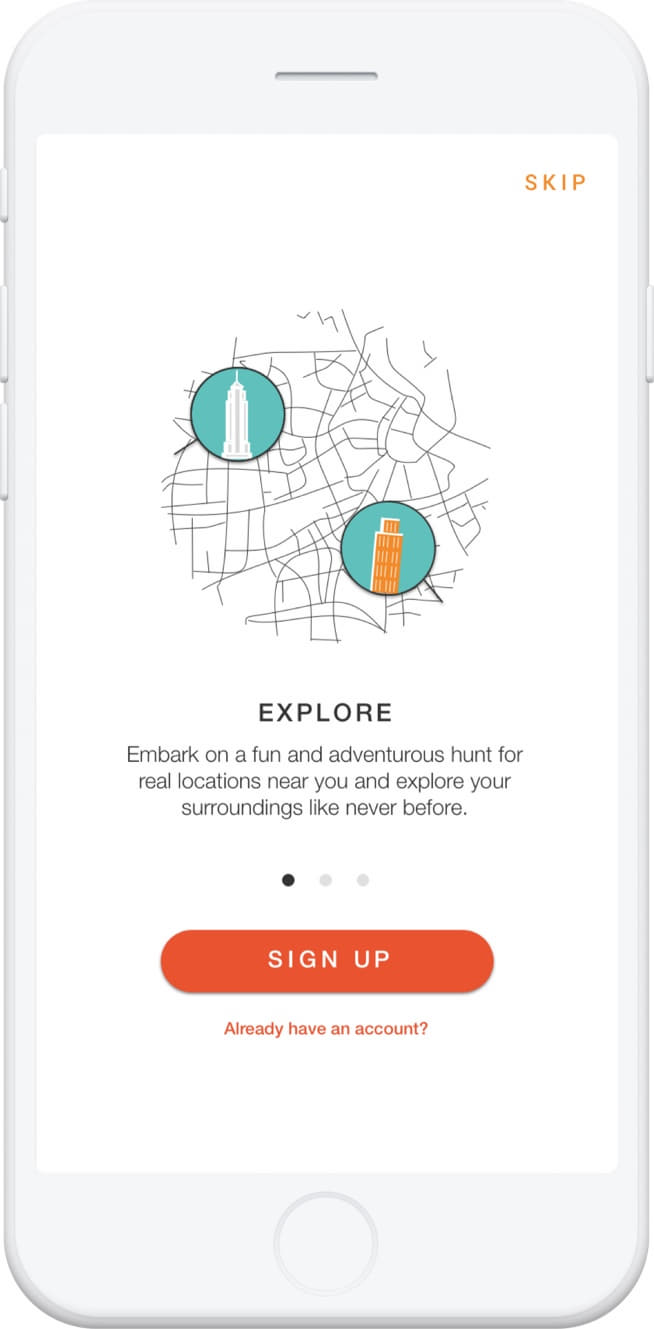 SKIP
EXPLORE
Embark on a fun and adventurous hunt for
real locations near you and explore your
surroundings like never before.
SIGN UP
Already have an account?